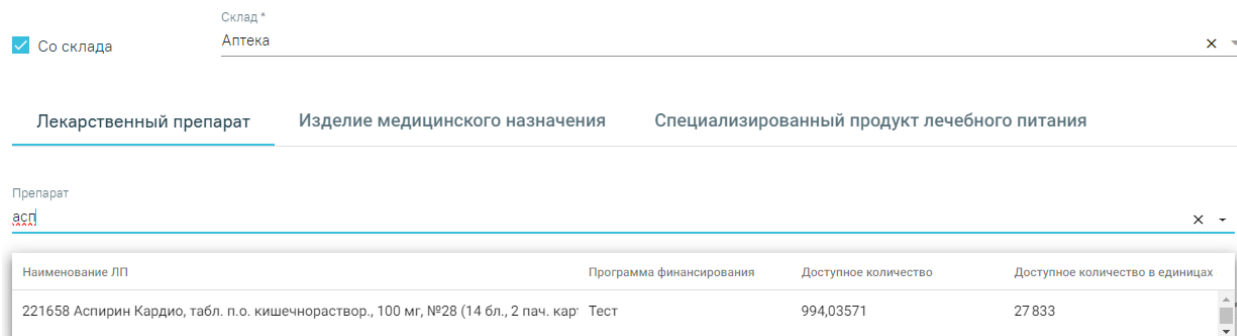 Склад *
Со склада
Аптека
Лекарственный препарат Изделие медицинского назначения Специализированный продукт лечебного питания
Препарат
асп
Наименование ЛП Программа финансирования Доступное количество Доступное количество в единицах
221658 Аспирин Кардио, табл. п.о. кишечнораствор., 100 мг, №28 (14 бл., 2 пач. кар Тест 994,03571 27 833